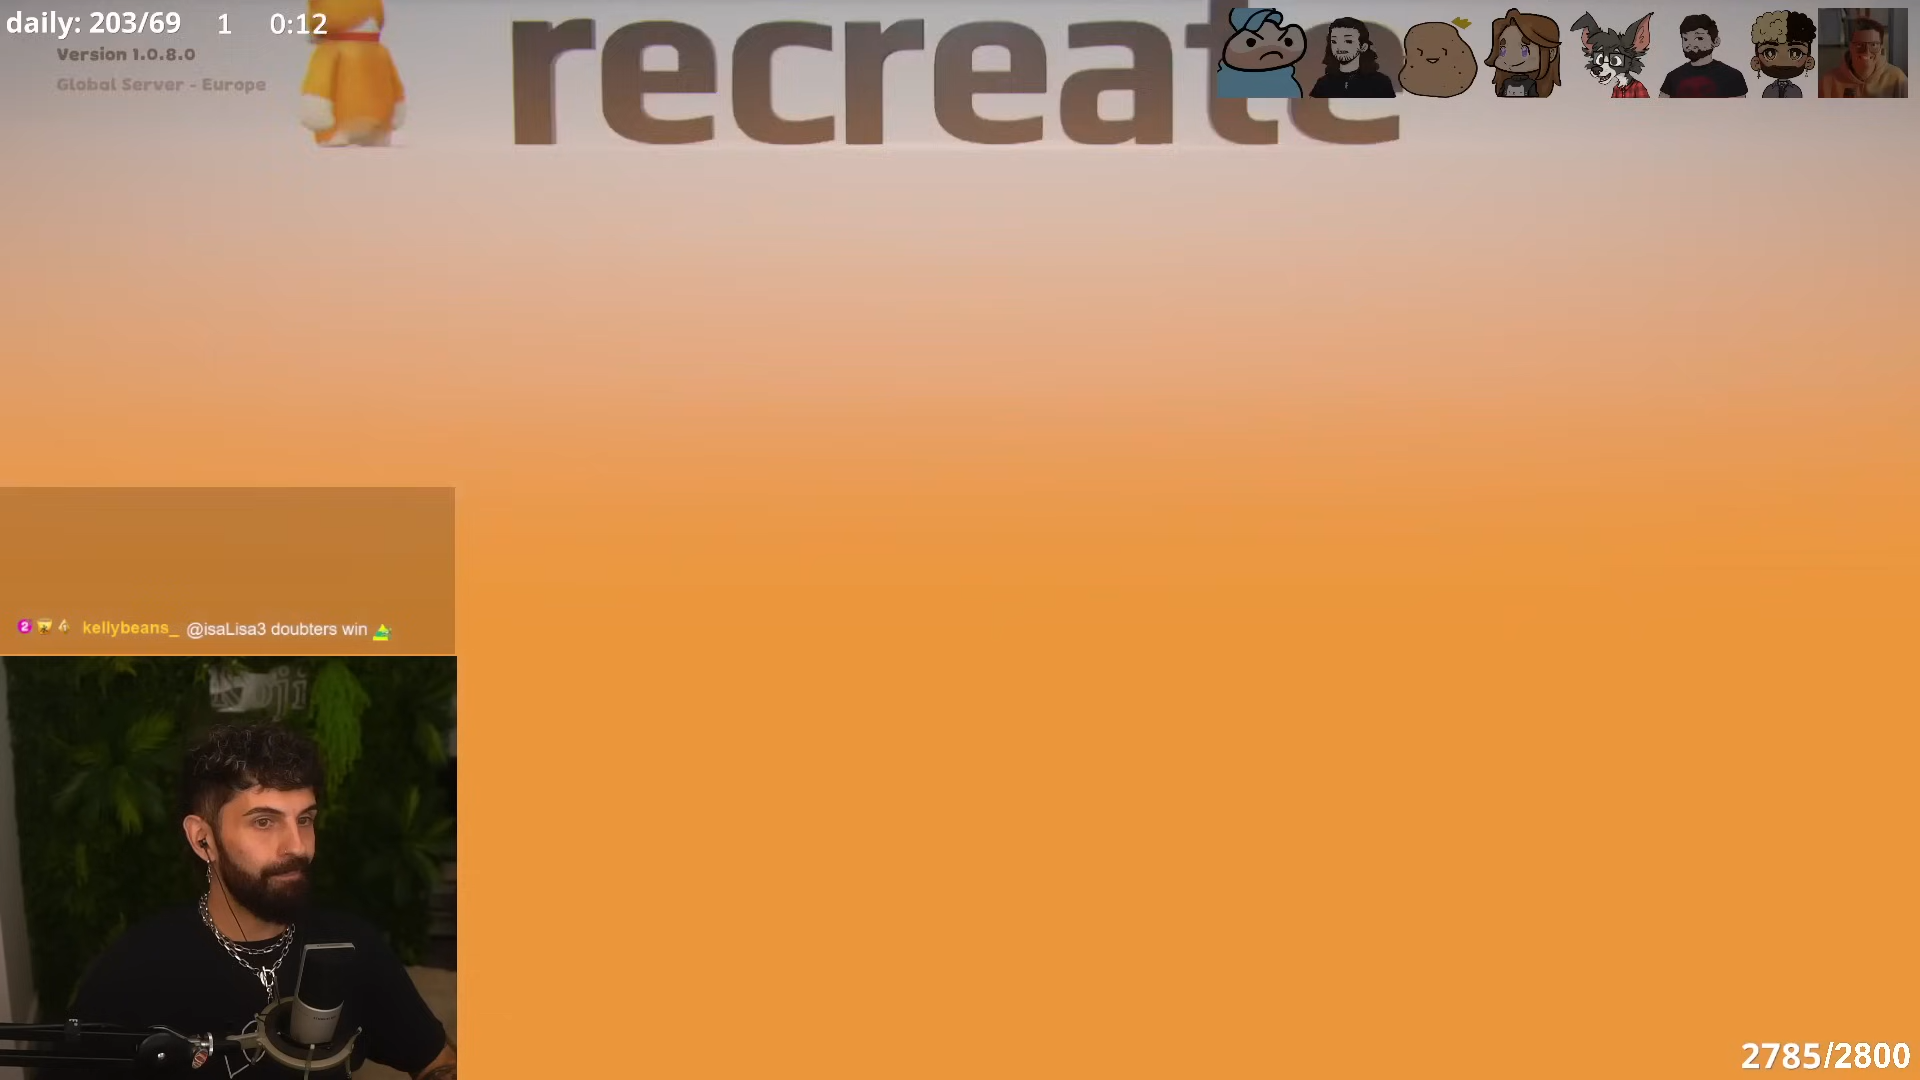 daily: 203/69 1 0:12
recreate
Version 1.0.8.0
Global Server - Europe
kellybeans_ @isaLisa3 doubters win
Koji
2785/2800